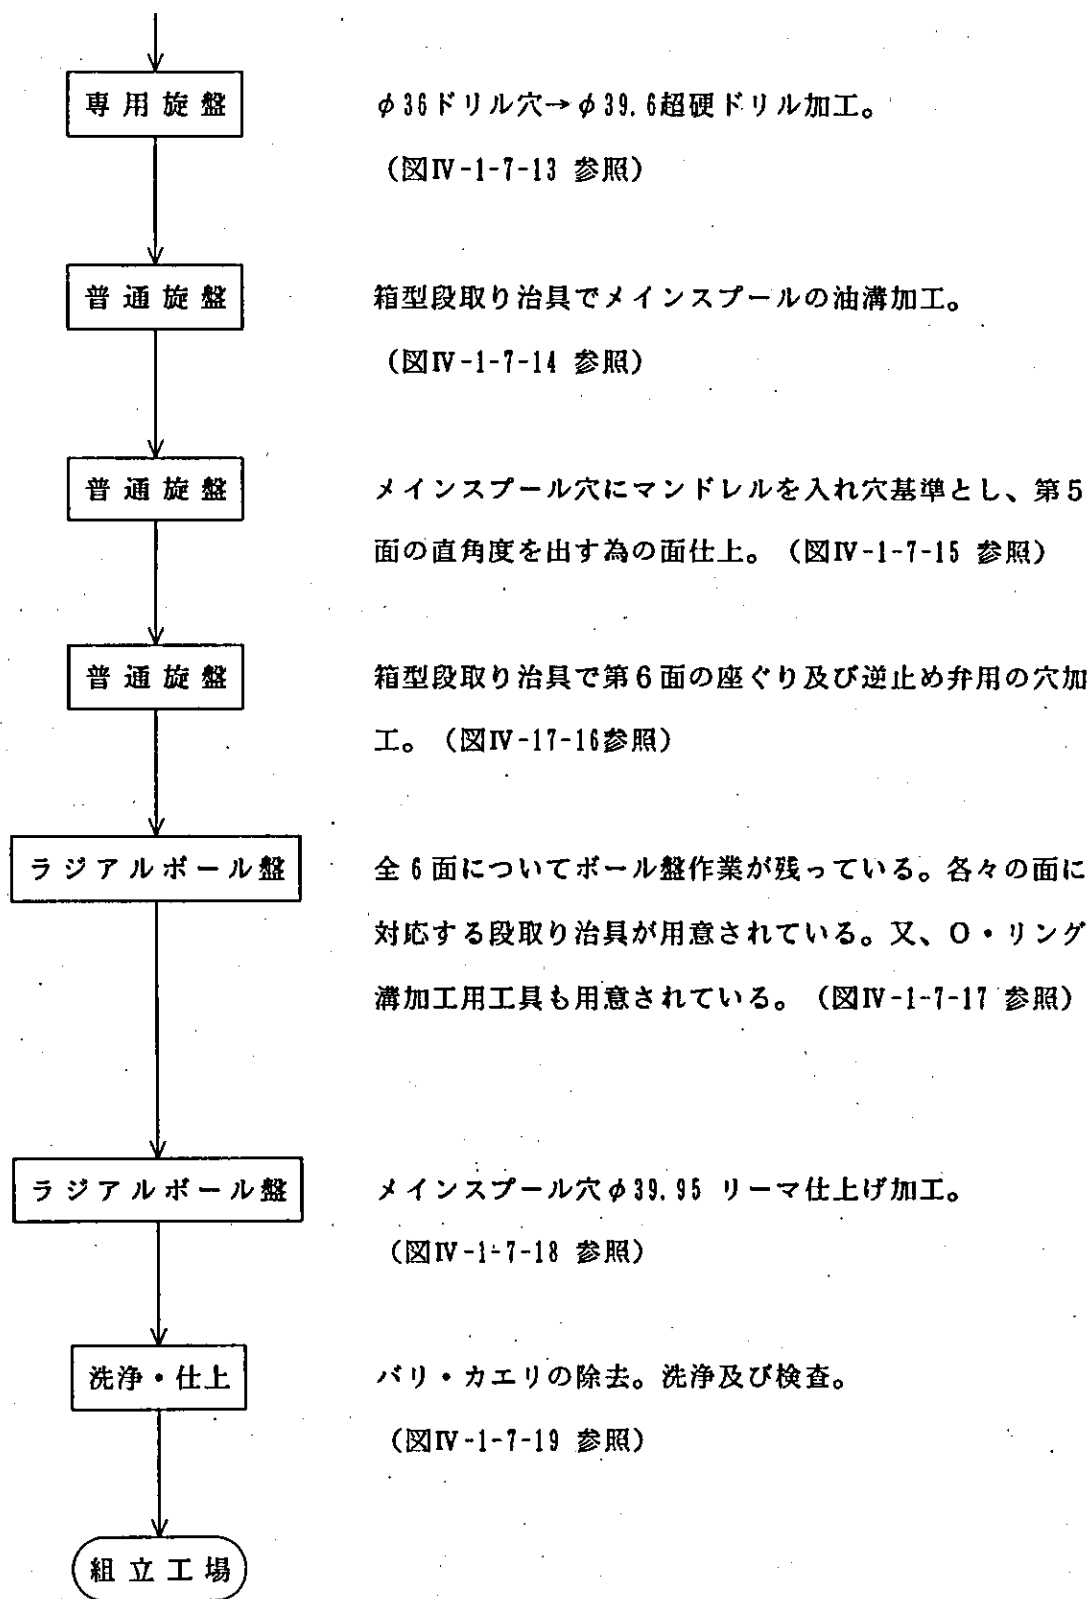 専用旋盤
φ36ドリル穴→φ39.6超硬ドリル加工。
（図Ⅳ-1-7-13 参照）
普通旋盤
箱型段取り治具でメインスプールの油溝加工。
（図Ⅳ-1-7-14 参照）
普通旋盤
メインスプール穴にマンドレルを入れ穴基準とし、第5
面の直角度を出す為の面仕上。（図Ⅳ-1-7-15 参照）
普通旋盤
箱型段取り治具で第6面の座ぐり及び逆止め弁用の穴加
工。（図Ⅳ-17-16参照）
ラジアルボール盤
全6面についてボール盤作業が残っている。各々の面に
対応する段取り治具が用意されている。又、O・リング
溝加工用工具も用意されている。（図Ⅳ-1-7-17 参照）
ラジアルボール盤
メインスプール穴φ39.95 リーマ仕上げ加工。
（図Ⅳ-1-7-18 参照）
洗浄・仕上
バリ・カエリの除去。洗浄及び検査。
（図Ⅳ-1-7-19 参照）
組立工場